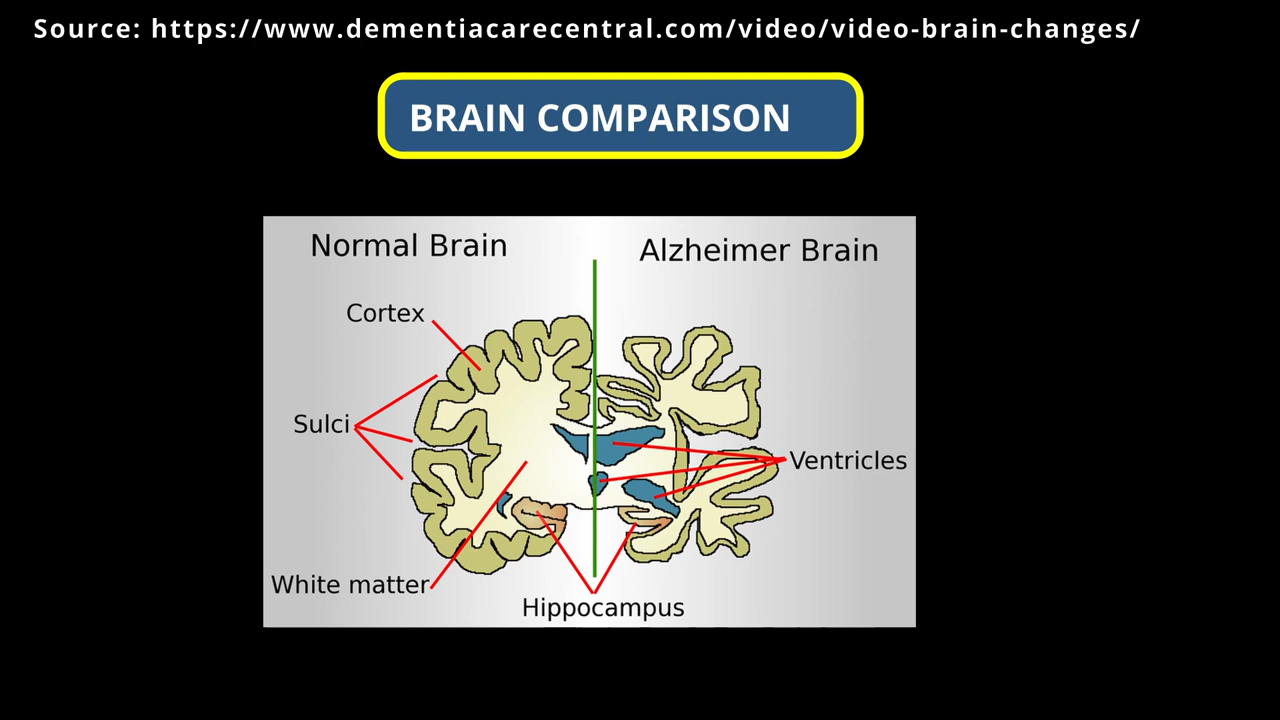 Source: https://www.dementiacarecentral.com/video/video-brain-changes/
BRAIN COMPARISON
Normal Brain
Alzheimer Brain
Cortex
Sulci
Ventricles
White matter
Hippocampus